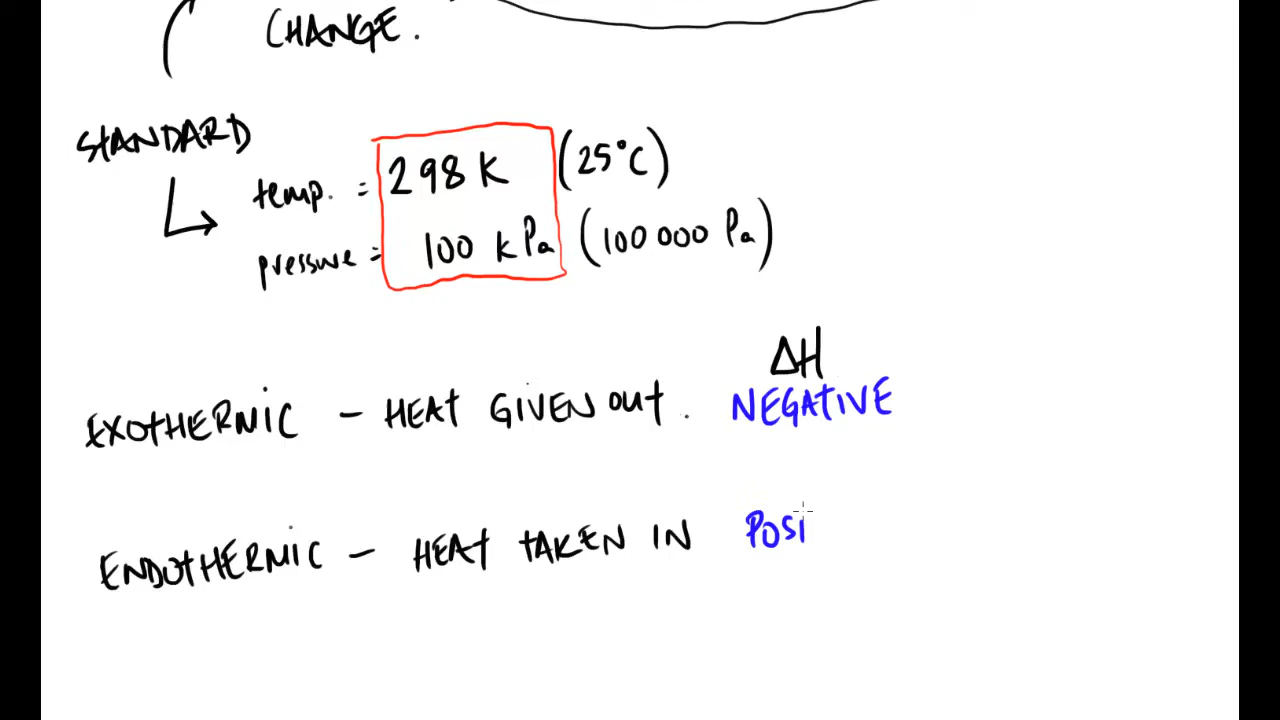 CHANGE.
STANDARD
temp. = 298 K (25°C)
pressure = 100 kPa (100 000 Pa)
ΔH
EXOTHERMIC – HEAT GIVEN OUT. NEGATIVE
ENDOTHERMIC – HEAT TAKEN IN POSI